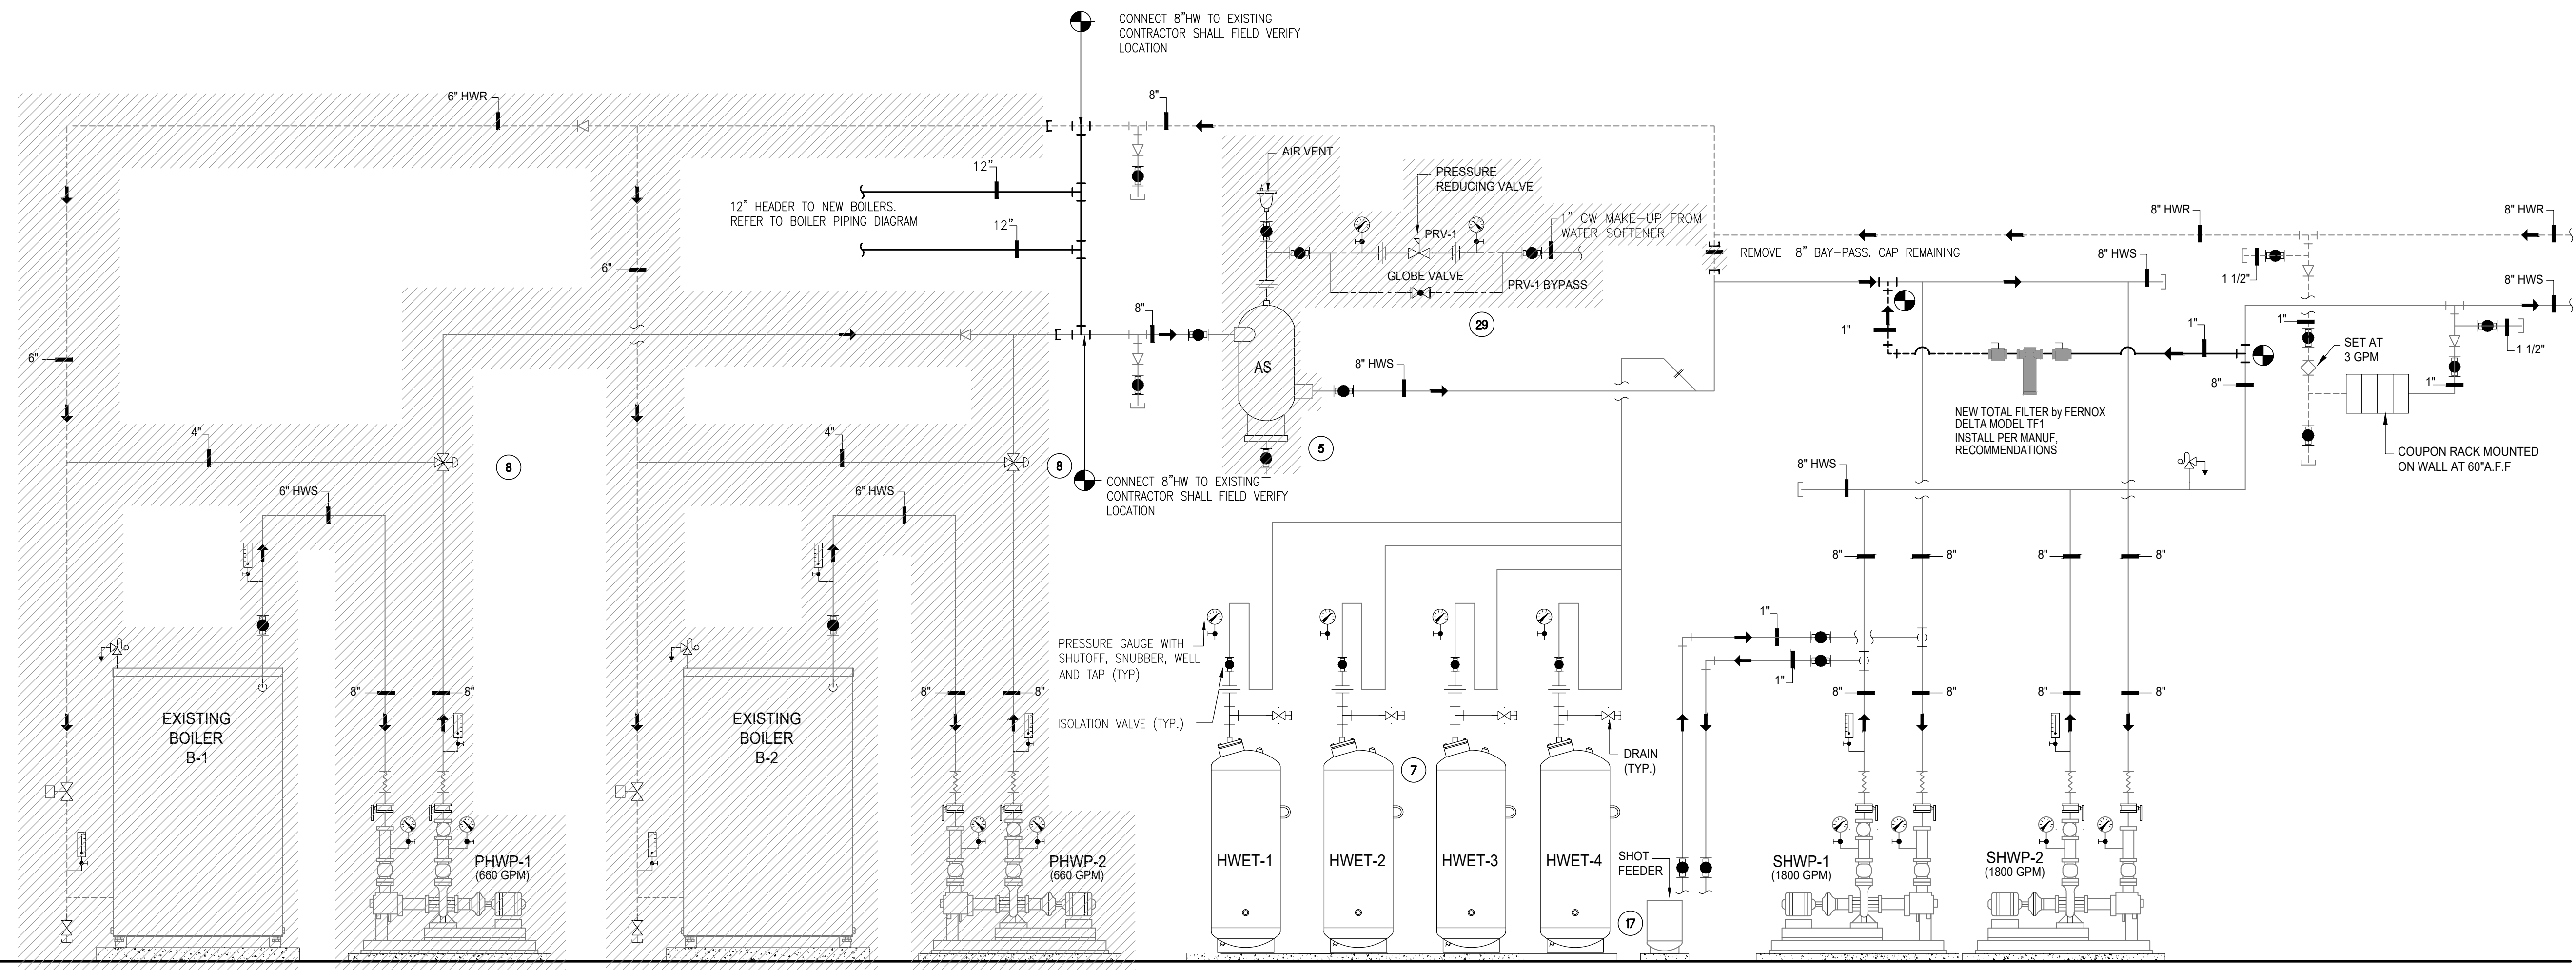 CONNECT 8"HW TO EXISTING
CONTRACTOR SHALL FIELD VERIFY
LOCATION
6" HWR
8"
AIR VENT
PRESSURE
REDUCING VALVE
12"
12" HEADER TO NEW BOILERS.
REFER TO BOILER PIPING DIAGRAM
12"
1" CW MAKE-UP FROM
WATER SOFTENER
PRV-1
GLOBE VALVE
PRV-1 BYPASS
REMOVE 8" BAY-PASS. CAP REMAINING
8" HWR
8" HWR
8" HWS
1 1/2"
8" HWS
6"
6"
8"
29
1"
1"
1"
SET AT
3 GPM
1 1/2"
AS
8" HWS
8"
1"
NEW TOTAL FILTER by FERNOX
DELTA MODEL TF1
INSTALL PER MANUF,
RECOMMENDATIONS
COUPON RACK MOUNTED
ON WALL AT 60"A.F.F
4"
8
4"
8
5
CONNECT 8"HW TO EXISTING
CONTRACTOR SHALL FIELD VERIFY
LOCATION
8" HWS
6" HWS
6" HWS
8"
8"
8"
8"
1"
1"
PRESSURE GAUGE WITH
SHUTOFF, SNUBBER, WELL
AND TAP (TYP)
ISOLATION VALVE (TYP.)
8"
8"
8"
8"
8"
8"
8"
8"
EXISTING
BOILER
B-1
EXISTING
BOILER
B-2
DRAIN
(TYP.)
7
PHWP-1
(660 GPM)
PHWP-2
(660 GPM)
HWET-1
HWET-2
HWET-3
HWET-4
SHOT
FEEDER
17
SHWP-1
(1800 GPM)
SHWP-2
(1800 GPM)